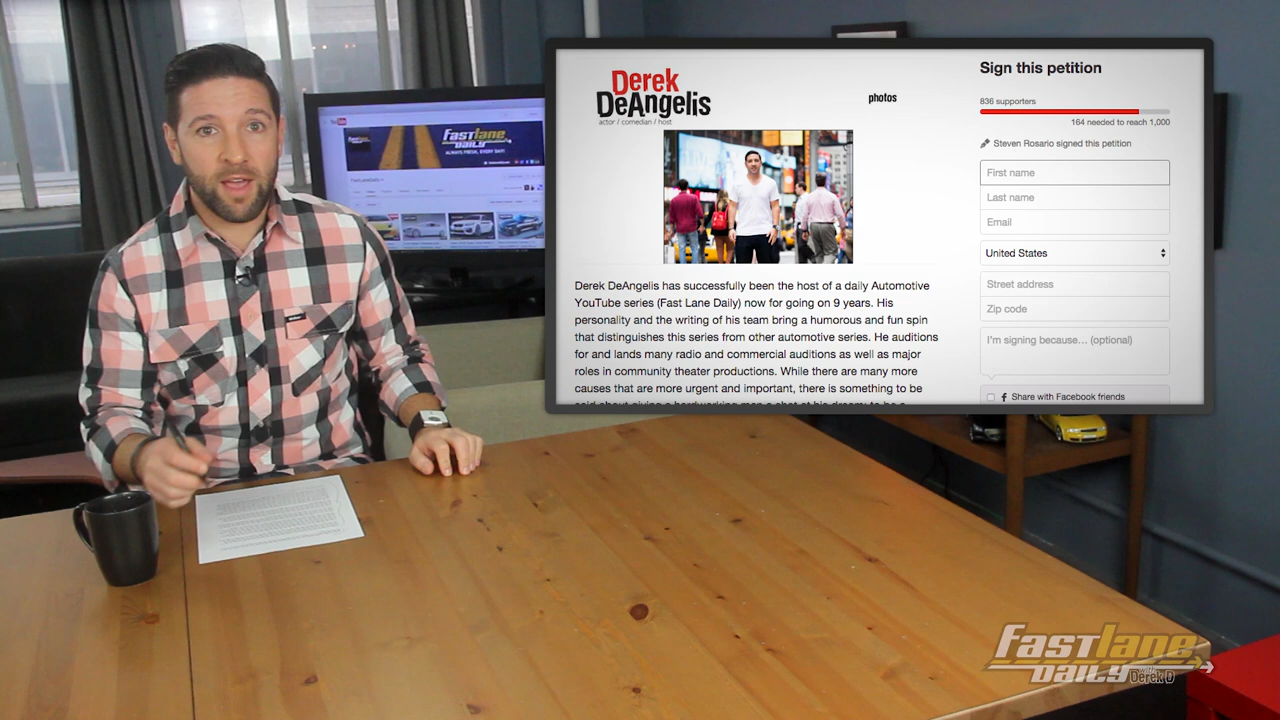 Derek
DeAngelis
actor / comedian / host
photos
Derek DeAngelis has successfully been the host of a daily Automotive
YouTube series (Fast Lane Daily) now for going on 9 years. His
personality and the writing of his team bring a humorous and fun spin
that distinguishes this series from other automotive series. He auditions
for and lands many radio and commercial auditions as well as major
roles in community theater productions. While there are many more
causes that are more urgent and important, there is something to be
Sign this petition
836 supporters
164 needed to reach 1,000
Steven Rosario signed this petition
First name
Last name
Email
United States
Street address
Zip code
I'm signing because... (optional)
Share with Facebook friends
You Tube
FASTLANE
DAILY
ALWAYS FRESH, EVERY DAY!
FASTLANE
DAILY
with
Derek D